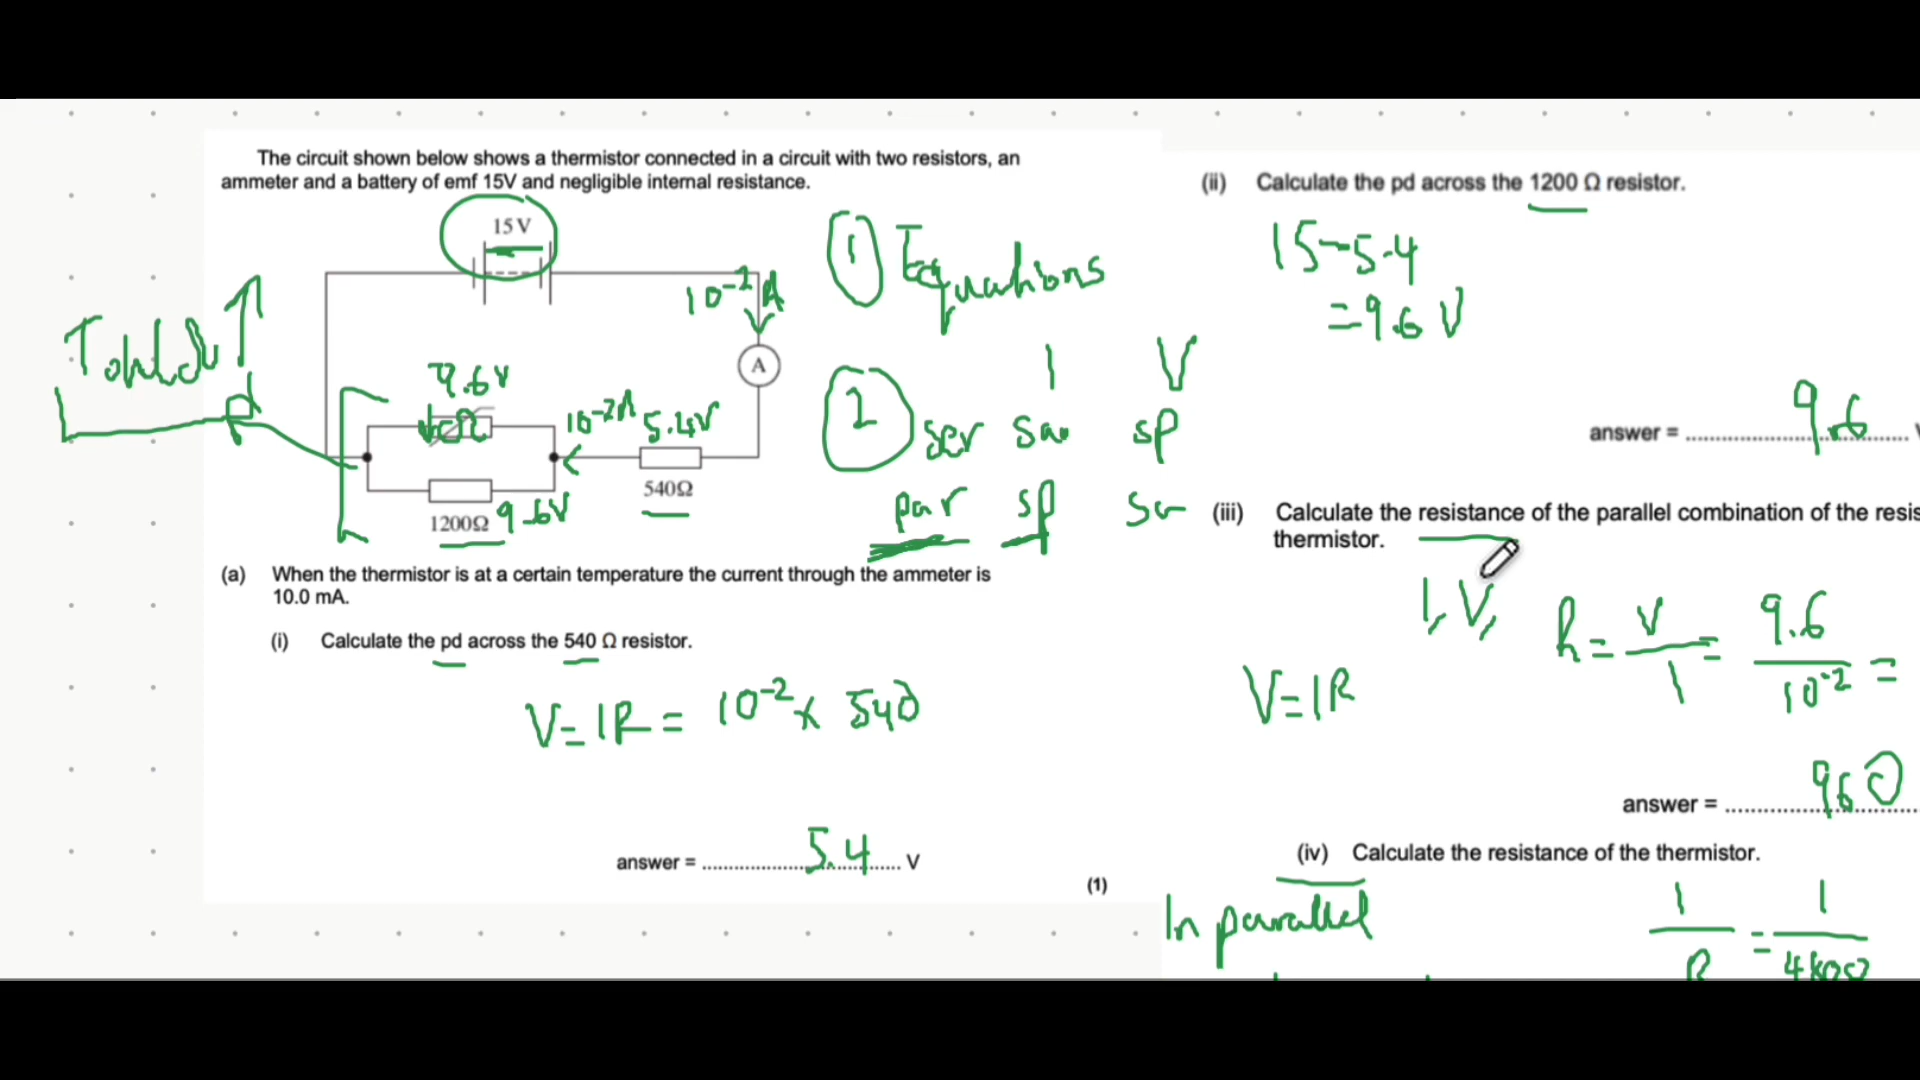 The circuit shown below shows a thermistor connected in a circuit with two resistors, an
ammeter and a battery of emf 15V and negligible internal resistance.
15 V
10⁻² A
A
9.6 V
10⁻² A
5.4V
540Ω
1200Ω
9.6V
① Equations
I V
② ser sa sp
par sp sa
(a) When the thermistor is at a certain temperature the current through the ammeter is
10.0 mA.
(i) Calculate the pd across the 540 Ω resistor.
V = IR = 10⁻² × 540
answer = 5.4 V
(1)
(ii) Calculate the pd across the 1200 Ω resistor.
15 - 5.4
= 9.6 V
answer = 9.6
(iii) Calculate the resistance of the parallel combination of the resis
thermistor.
I, V,
R = V/I = 9.6/10⁻² =
V = IR
answer = 960
(iv) Calculate the resistance of the thermistor.
In parallel
1/R = 1/4800